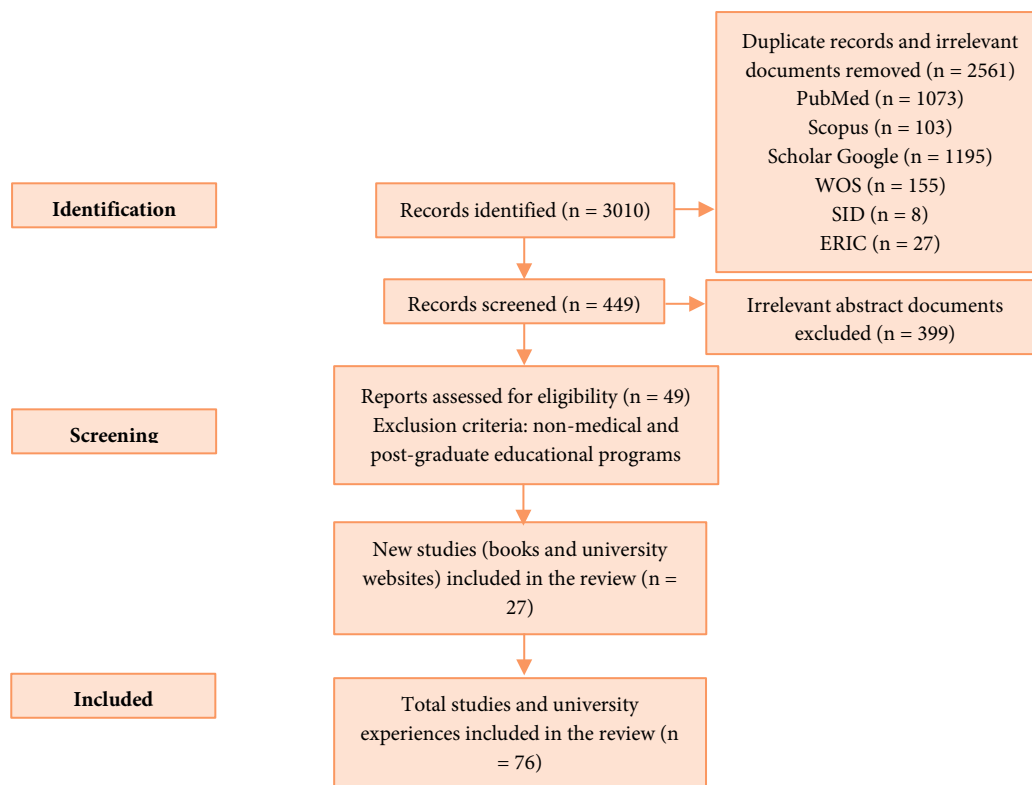 Duplicate records and irrelevant
documents removed (n = 2561)
PubMed (n = 1073)
Scopus (n = 103)
Scholar Google (n = 1195)
WOS (n = 155)
SID (n = 8)
ERIC (n = 27)
Identification
Records identified (n = 3010)
Records screened (n = 449)
Irrelevant abstract documents
excluded (n = 399)
Reports assessed for eligibility (n = 49)
Exclusion criteria: non-medical and
post-graduate educational programs
Screening
New studies (books and university
websites) included in the review (n =
27)
Included
Total studies and university
experiences included in the review (n
= 76)